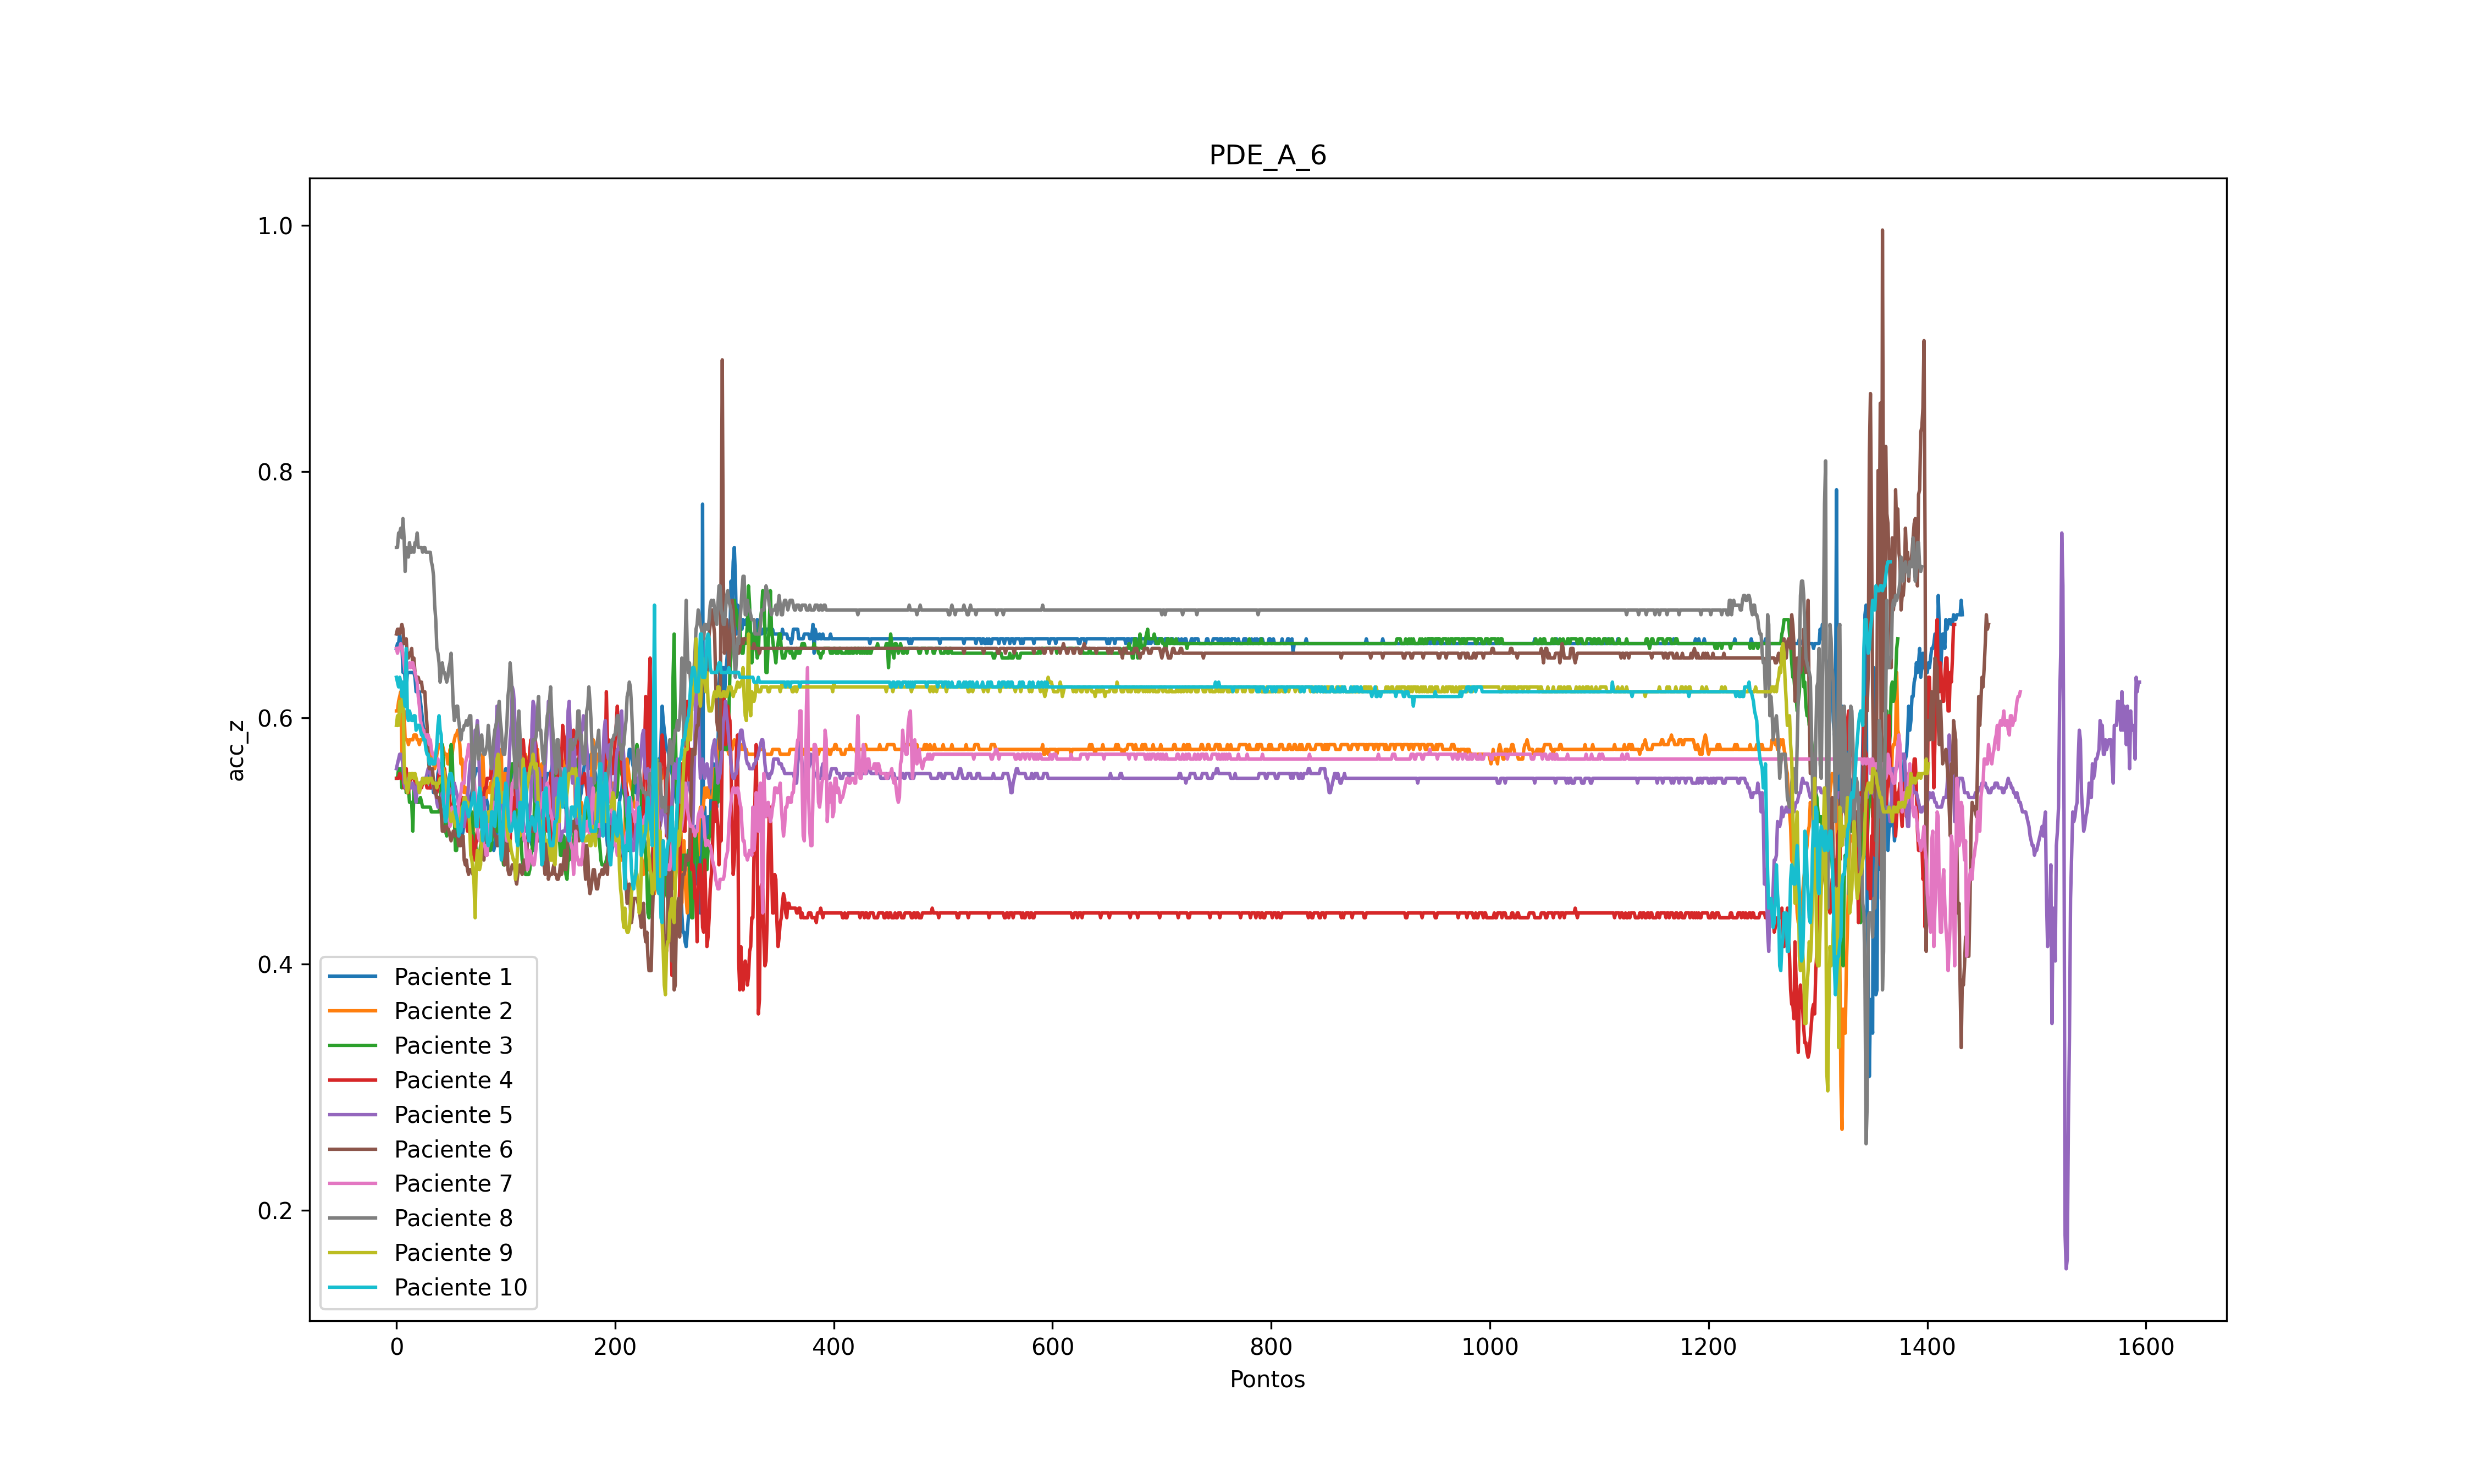 PDE_A_6
1.0
0.8
0.6
0.4
0.2
acc_z
Paciente 1
Paciente 2
Paciente 3
Paciente 4
Paciente 5
Paciente 6
Paciente 7
Paciente 8
Paciente 9
Paciente 10
0 200 400 600 800 1000 1200 1400 1600
Pontos